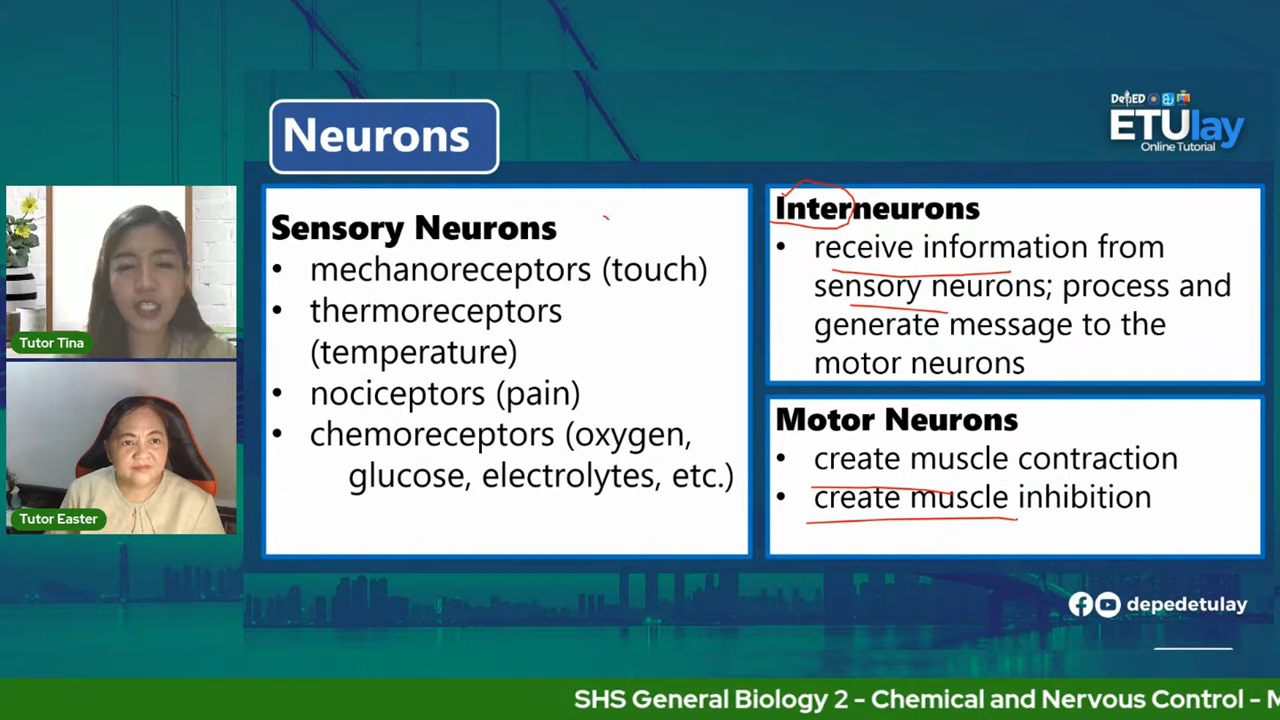 Neurons
DepED
ETUlay
Online Tutorial
Sensory Neurons
• mechanoreceptors (touch)
• thermoreceptors
(temperature)
• nociceptors (pain)
• chemoreceptors (oxygen,
glucose, electrolytes, etc.)
Interneurons
• receive information from
sensory neurons; process and
generate message to the
motor neurons
Motor Neurons
• create muscle contraction
• create muscle inhibition
Tutor Tina
Tutor Easter
depedetulay
SHS General Biology 2 - Chemical and Nervous Control - M